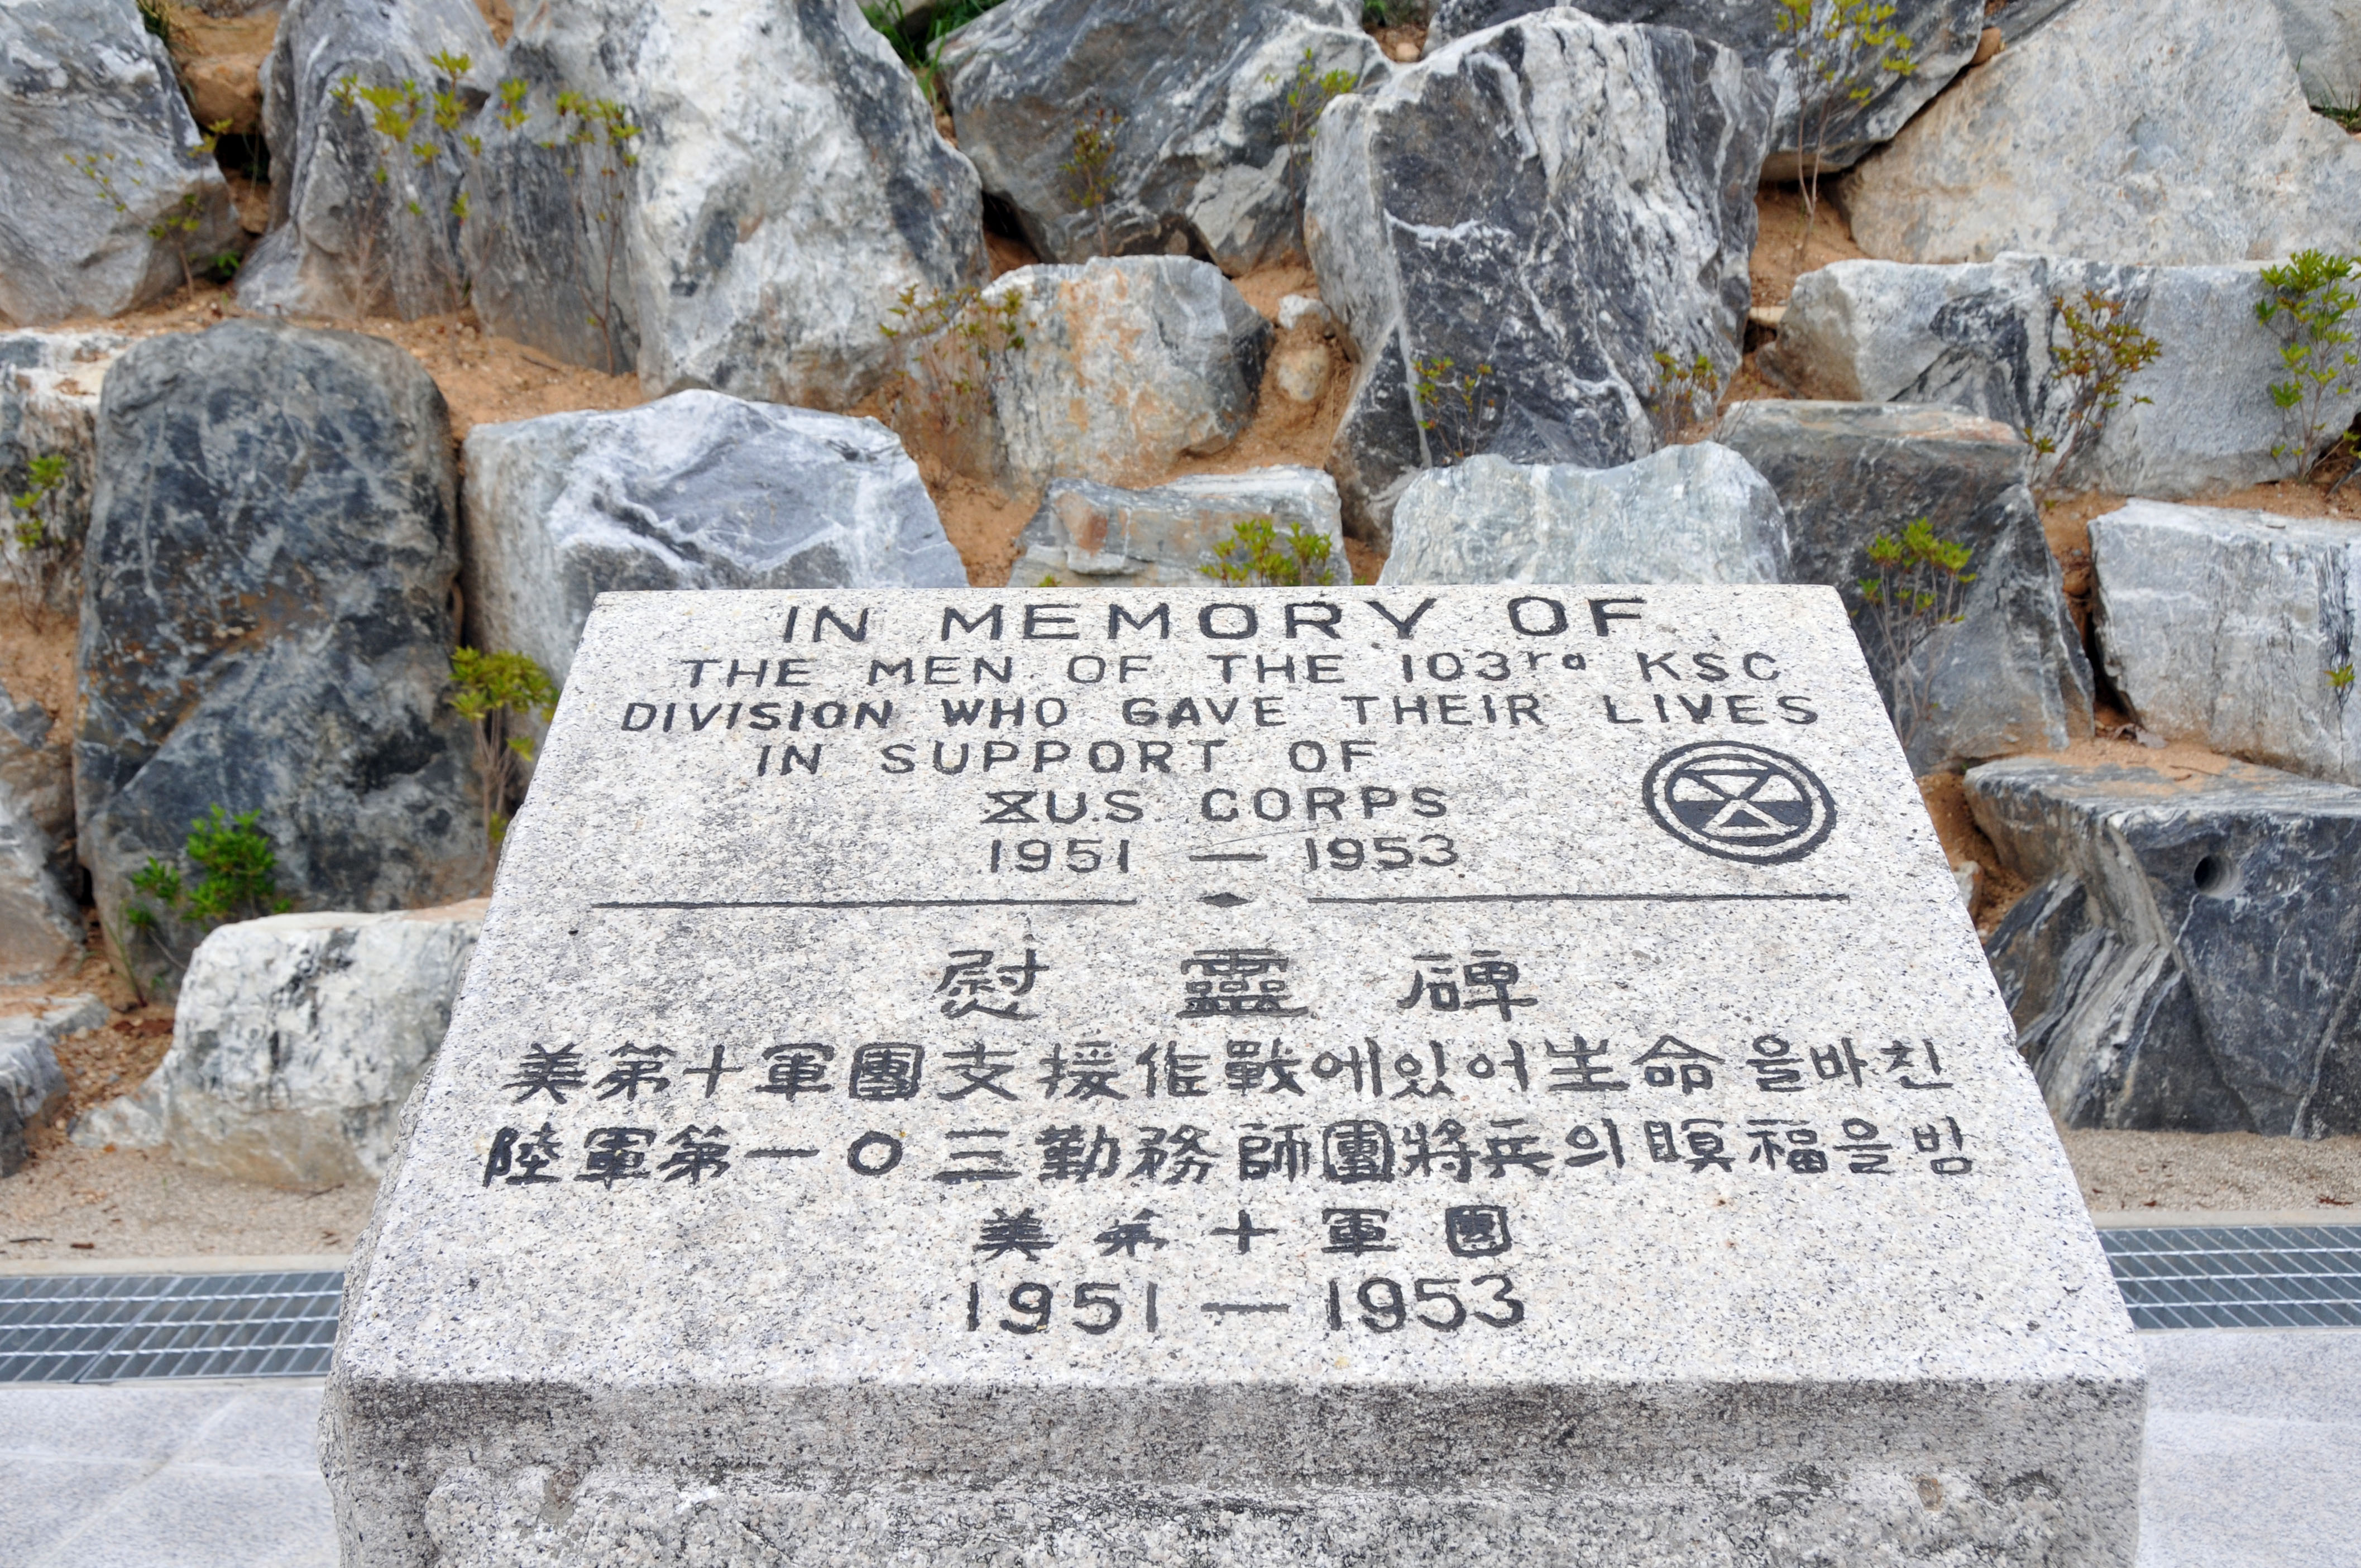 IN MEMORY OF
THE MEN OF THE 103rd KSC
DIVISION WHO GAVE THEIR LIVES
IN SUPPORT OF
X U.S. CORPS
1951 — 1953
慰靈碑
美第十軍團支援作戰에있어生命을바친
陸軍第一〇三勤務師團將兵의瞑福을빔
美第十軍團
1951 — 1953